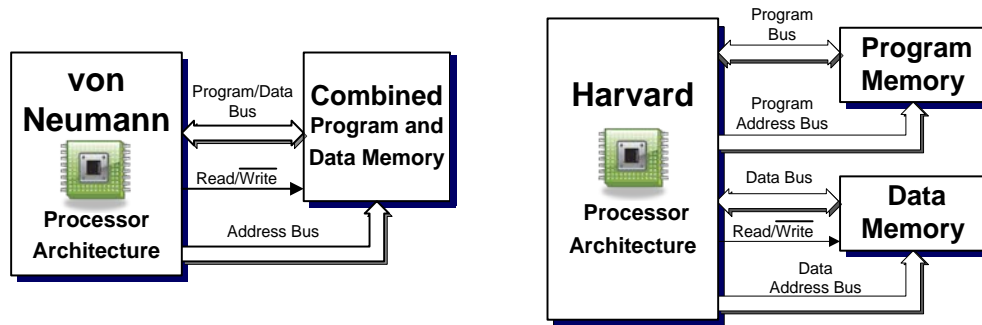 von
Neumann
Processor
Architecture
Program/Data
Bus
Read/Write
Address Bus
Combined
Program and
Data Memory
Harvard
Processor
Architecture
Program
Bus
Program
Address Bus
Data Bus
Read/Write
Data
Address Bus
Program
Memory
Data
Memory